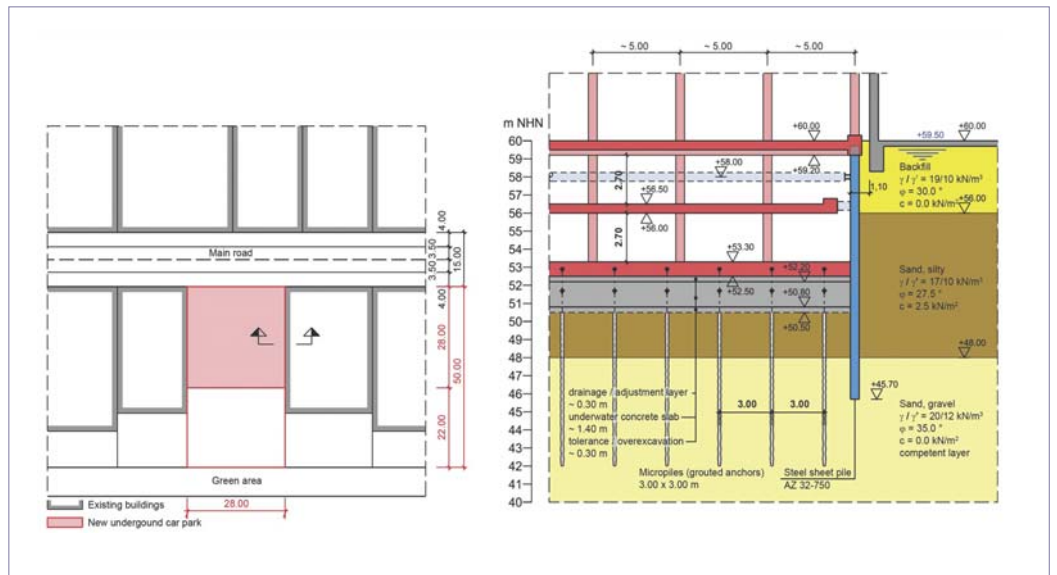 Main road
4.00
3.50
3.50
15.00
4.00
28.00
50.00
22.00
Green area
Existing buildings
New undergound car park
28.00
~ 5.00
~ 5.00
~ 5.00
m NHN
60
59
58
57
56
55
54
53
52
51
50
49
48
47
46
45
44
43
42
41
40
+60.00
+59.50
+60.00
+58.00
+59.20
2.70
+56.50
1,10
+56.00
2.70
+53.30
+52.20
+52.50
+50.80
+50.50
Backfill
γ / γ' = 19/10 kN/m³
φ = 30.0 °
c = 0.0 kN/m²
+56.00
Sand, silty
γ / γ' = 17/10 kN/m³
φ = 27.5 °
c = 2.5 kN/m²
+48.00
+45.70
Sand, gravel
γ / γ' = 20/12 kN/m³
φ = 35.0 °
c = 0.0 kN/m²
competent layer
drainage / adjustment layer
~ 0.30 m
underwater concrete slab
~ 1.40 m
tolerance / overexcavation
~ 0.30 m
3.00
3.00
Micropiles (grouted anchors)
3.00 x 3.00 m
Steel sheet pile
AZ 32-750